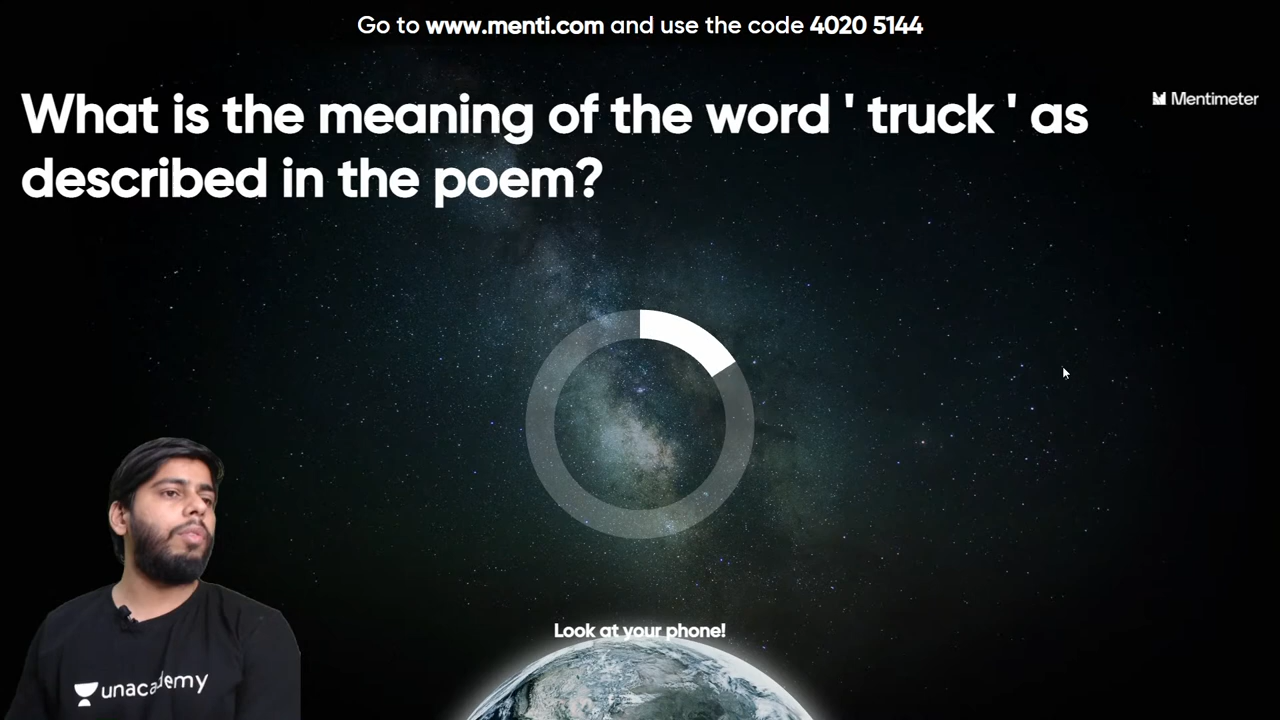 Go to www.menti.com and use the code 4020 5144
Mentimeter
What is the meaning of the word ' truck ' as
described in the poem?
Look at your phone!
unacademy